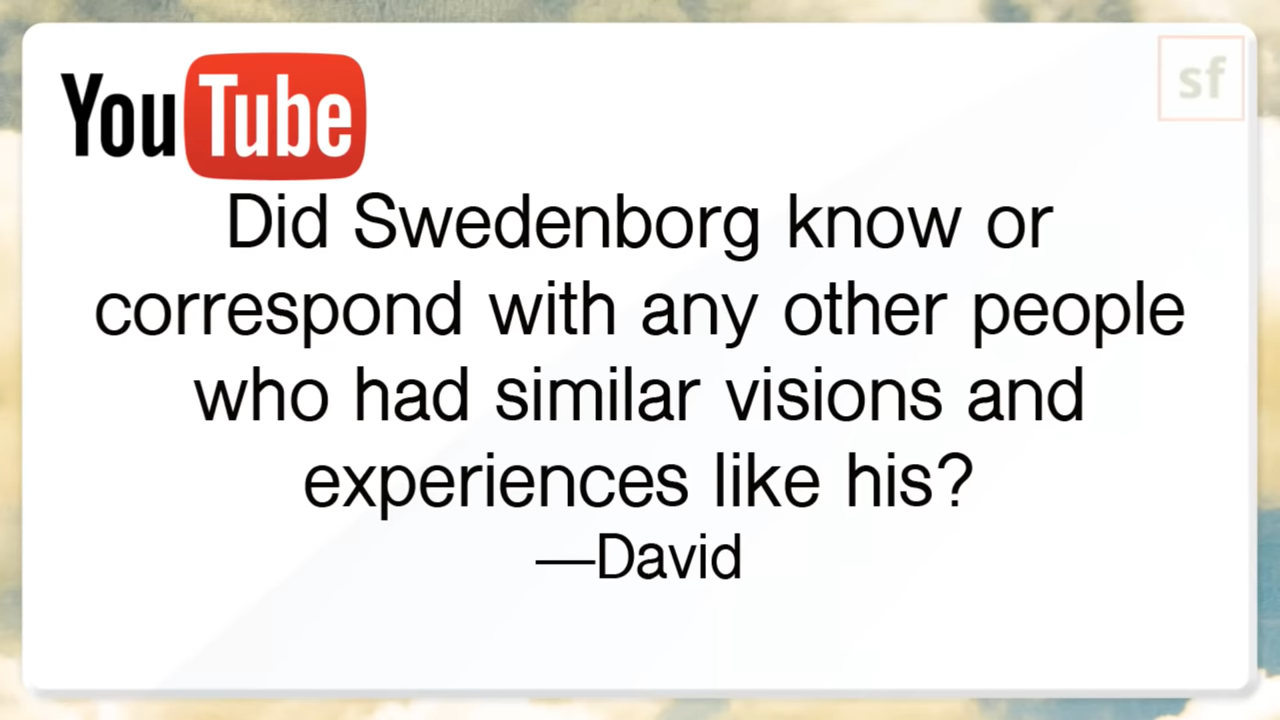 YouTube
sf
Did Swedenborg know or
correspond with any other people
who had similar visions and
experiences like his?
—David